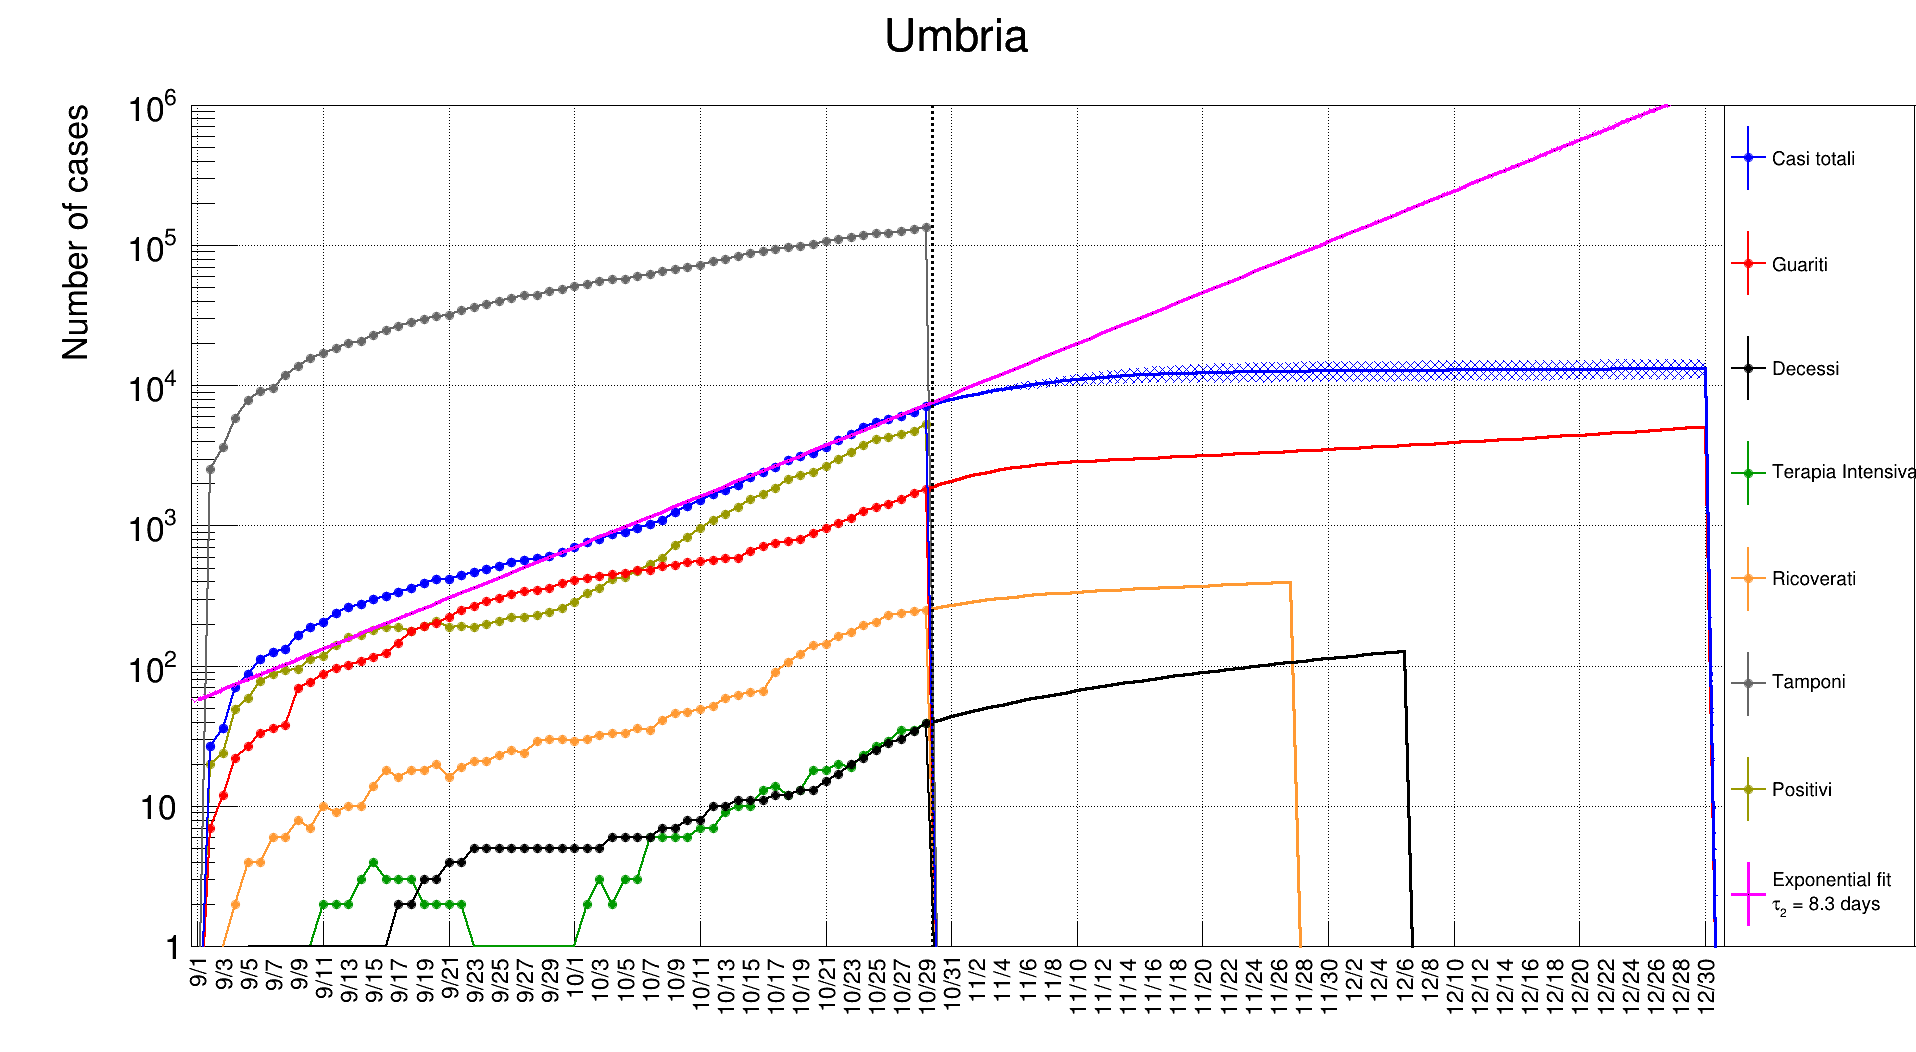 Umbria
Number of cases
10^6
10^5
10^4
10^3
10^2
10
1
9/1 9/3 9/5 9/7 9/9 9/11 9/13 9/15 9/17 9/19 9/21 9/23 9/25 9/27 9/29 10/1 10/3 10/5 10/7 10/9 10/11 10/13 10/15 10/17 10/19 10/21 10/23 10/25 10/27 10/29 10/31 11/2 11/4 11/6 11/8 11/10 11/12 11/14 11/16 11/18 11/20 11/22 11/24 11/26 11/28 11/30 12/2 12/4 12/6 12/8 12/10 12/12 12/14 12/16 12/18 12/20 12/22 12/24 12/26 12/28 12/30
Casi totali
Guariti
Decessi
Terapia Intensiva
Ricoverati
Tamponi
Positivi
Exponential fit
τ₂ = 8.3 days